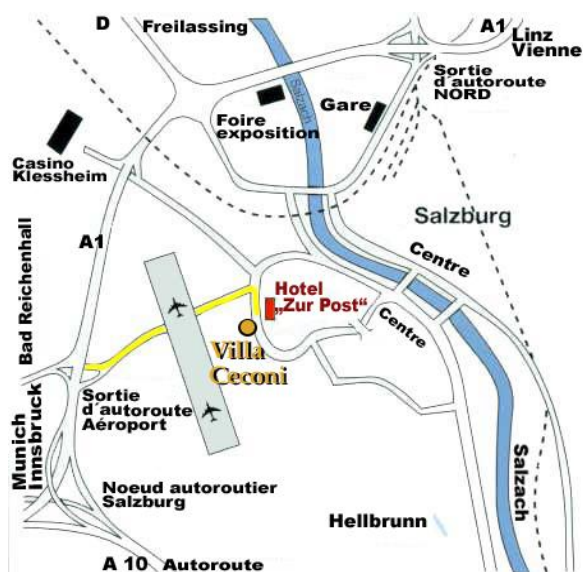 D
Freilassing
A1
Linz
Vienne
Sortie
d'autoroute
NORD
Salzach
Gare
Foire
exposition
Casino
Klessheim
Salzburg
Centre
A1
Bad Reichenhall
Hotel
„Zur Post“
Centre
Villa
Ceconi
Sortie
d'autoroute
Aéroport
Munich
Innsbruck
Noeud autoroutier
Salzburg
Salzach
Hellbrunn
A 10 Autoroute